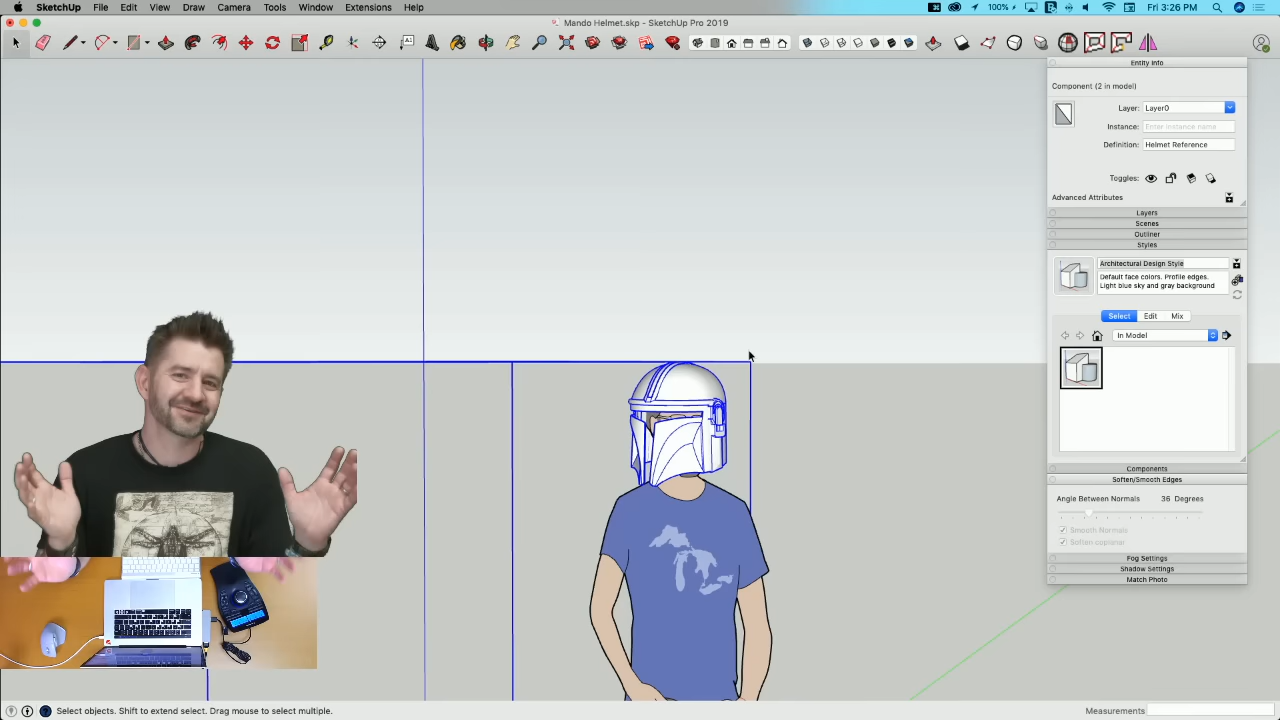 SketchUp File Edit View Draw Camera Tools Window Extensions Help
100% Fri 3:26 PM
Mando Helmet.skp - SketchUp Pro 2019
Entity Info
Component (2 in model)
Layer: Layer0
Instance: Enter instance name
Definition: Helmet Reference
Toggles:
Advanced Attributes
Layers
Scenes
Outliner
Styles
Architectural Design Style
Default face colors. Profile edges.
Light blue sky and gray background
Select Edit Mix
In Model
Components
Soften/Smooth Edges
Angle Between Normals 36 Degrees
Smooth Normals
Soften coplanar
Fog Settings
Shadow Settings
Match Photo
Select objects. Shift to extend select. Drag mouse to select multiple.
Measurements